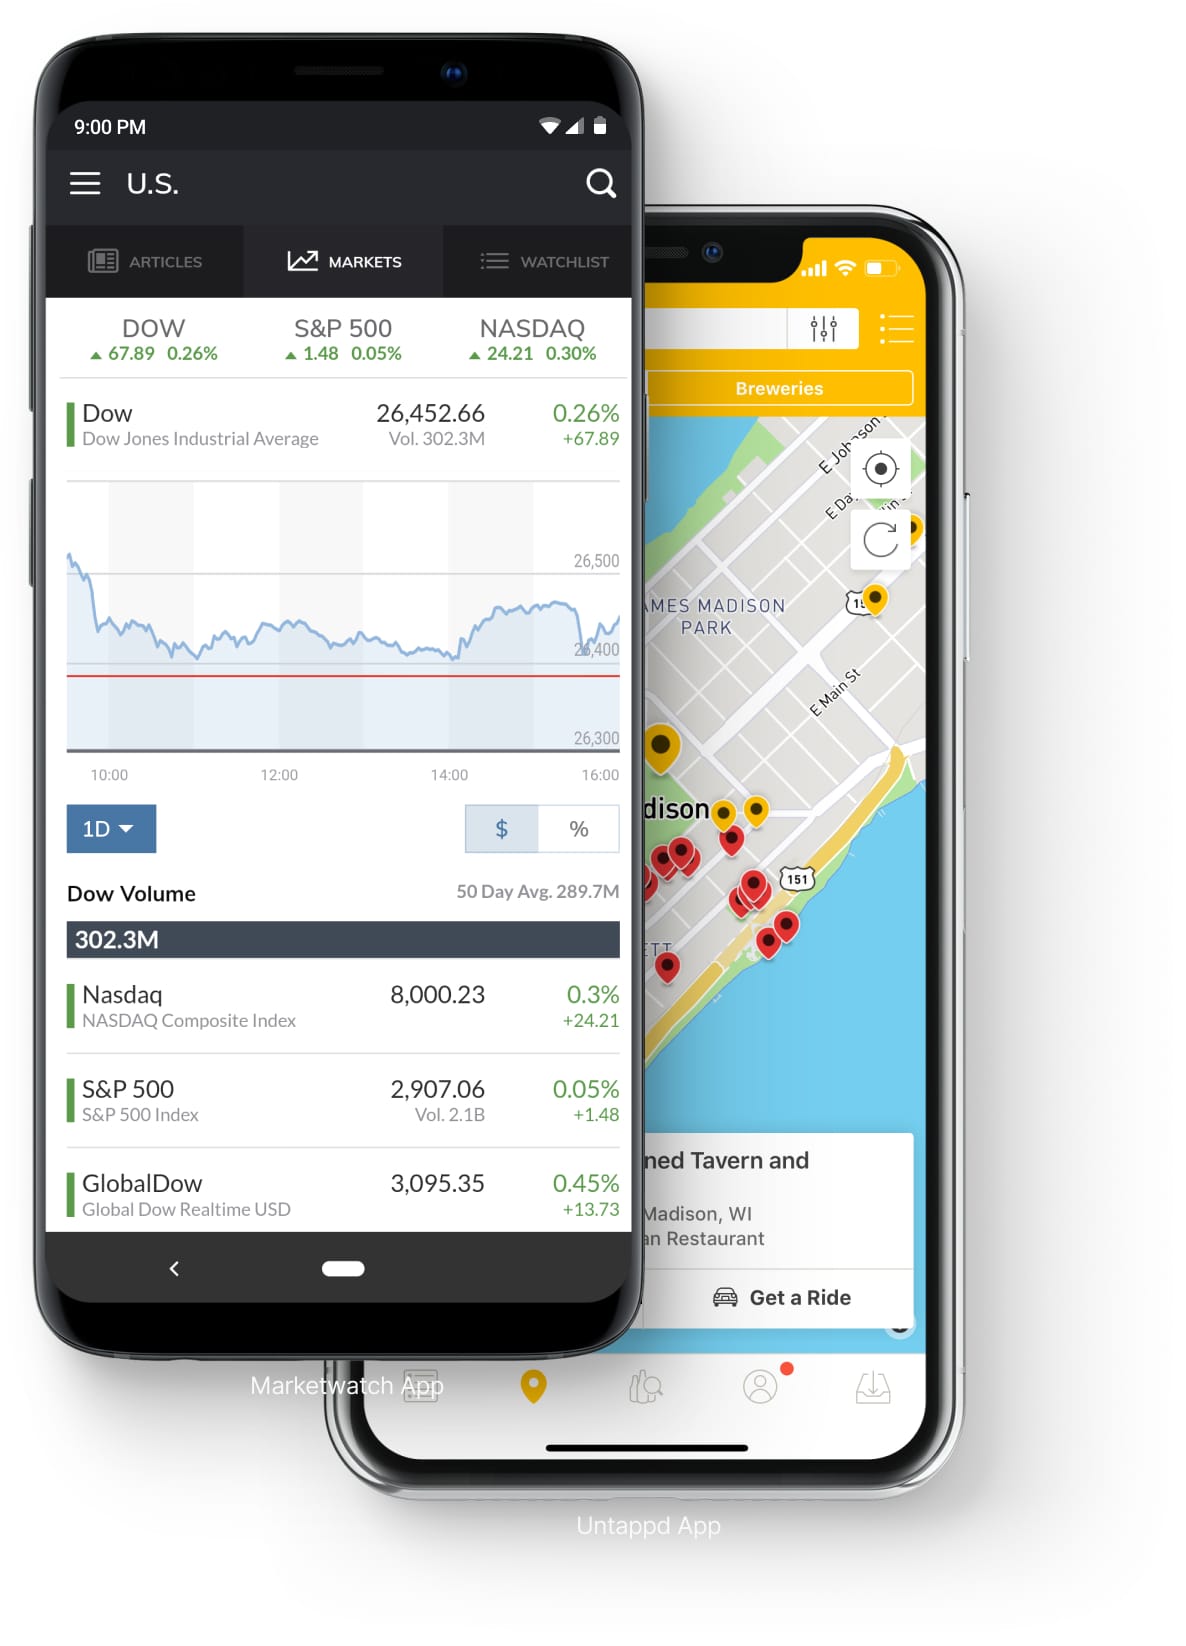 9:00 PM
U.S.
ARTICLES
MARKETS
WATCHLIST
DOW
S&P 500
NASDAQ
67.89 0.26%
1.48 0.05%
24.21 0.30%
Dow
26,452.66
0.26%
Dow Jones Industrial Average
Vol. 302.3M
+67.89
26,500
26,400
26,300
10:00
12:00
14:00
16:00
1D
$
%
Dow Volume
50 Day Avg. 289.7M
302.3M
Nasdaq
8,000.23
0.3%
NASDAQ Composite Index
+24.21
S&P 500
2,907.06
0.05%
S&P 500 Index
Vol. 2.1B
+1.48
GlobalDow
3,095.35
0.45%
Global Dow Realtime USD
+13.73
Marketwatch App
Breweries
E Johnson
E Da
in
AMES MADISON
PARK
15
E Main St
dison
151
ETT
ned Tavern and
Madison, WI
an Restaurant
Get a Ride
Untappd App